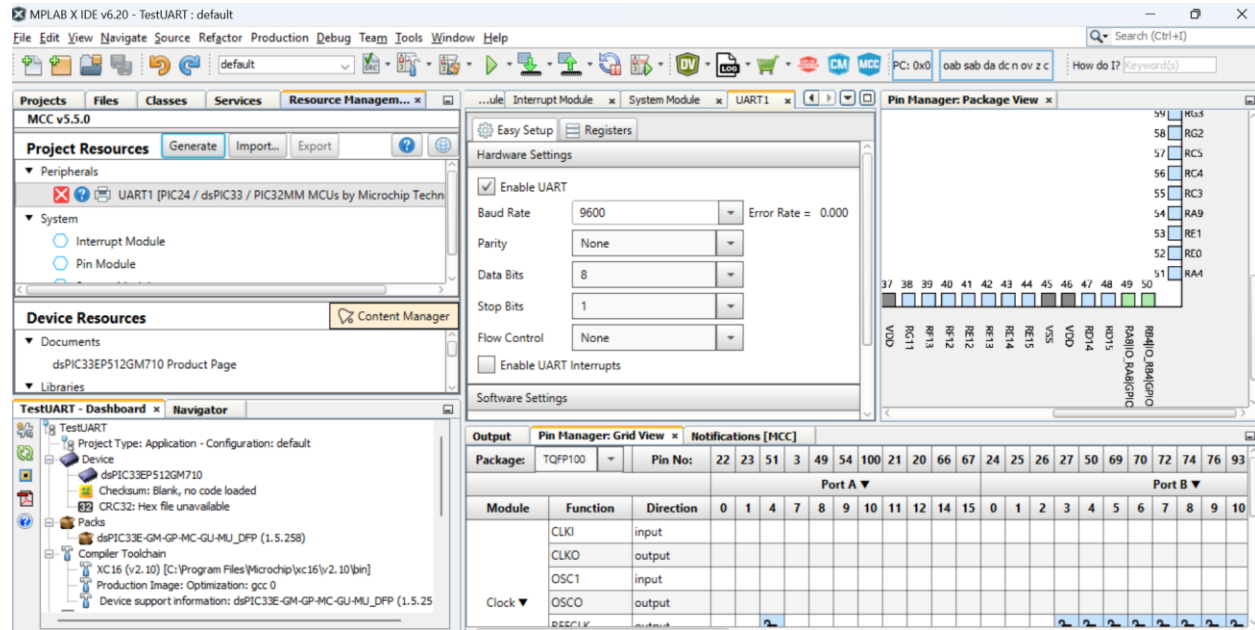 MPLAB X IDE v6.20 - TestUART : default
File Edit View Navigate Source Refactor Production Debug Team Tools Window Help
Search (Ctrl+I)
default
PC: 0x0
oab sab da dc n ov z c
How do I? Keyword(s)
Projects Files Classes Services Resource Managem...
MCC v5.5.0
Project Resources Generate Import... Export
Peripherals
UART1 [PIC24 / dsPIC33 / PIC32MM MCUs by Microchip Techn
System
Interrupt Module
Pin Module
Device Resources Content Manager
Documents
dsPIC33EP512GM710 Product Page
Libraries
TestUART - Dashboard Navigator
TestUART
Project Type: Application - Configuration: default
Device
dsPIC33EP512GM710
Checksum: Blank, no code loaded
CRC32: Hex file unavailable
Packs
dsPIC33E-GM-GP-MC-GU-MU_DFP (1.5.258)
Compiler Toolchain
XC16 (v2.10) [C:\Program Files\Microchip\xc16\v2.10\bin]
Production Image: Optimization: gcc 0
Device support information: dsPIC33E-GM-GP-MC-GU-MU_DFP (1.5.25
...ule Interrupt Module System Module UART1
Easy Setup Registers
Hardware Settings
Enable UART
Baud Rate 9600 Error Rate = 0.000
Parity None
Data Bits 8
Stop Bits 1
Flow Control None
Enable UART Interrupts
Software Settings
Pin Manager: Package View
59 RG3
58 RG2
57 RC5
56 RC4
55 RC3
54 RA9
53 RE1
52 RE0
51 RA4
37 38 39 40 41 42 43 44 45 46 47 48 49 50
VDD
RG11
RF13
RF12
RE12
RE13
RE14
RE15
VSS
VDD
RD14
RD15
RA8|IO_RA8|GPIO
RB4|IO_RB4|GPIO
Output Pin Manager: Grid View Notifications [MCC]
Package: TQFP100 Pin No: 22 23 51 3 49 54 100 21 20 66 67 24 25 26 27 50 69 70 72 74 76 93
Port A ▼ Port B ▼
Module Function Direction 0 1 4 7 8 9 10 11 12 14 15 0 1 2 3 4 5 6 7 8 9 10
CLKI input
CLKO output
OSC1 input
Clock ▼ OSCO output
REFCLK output